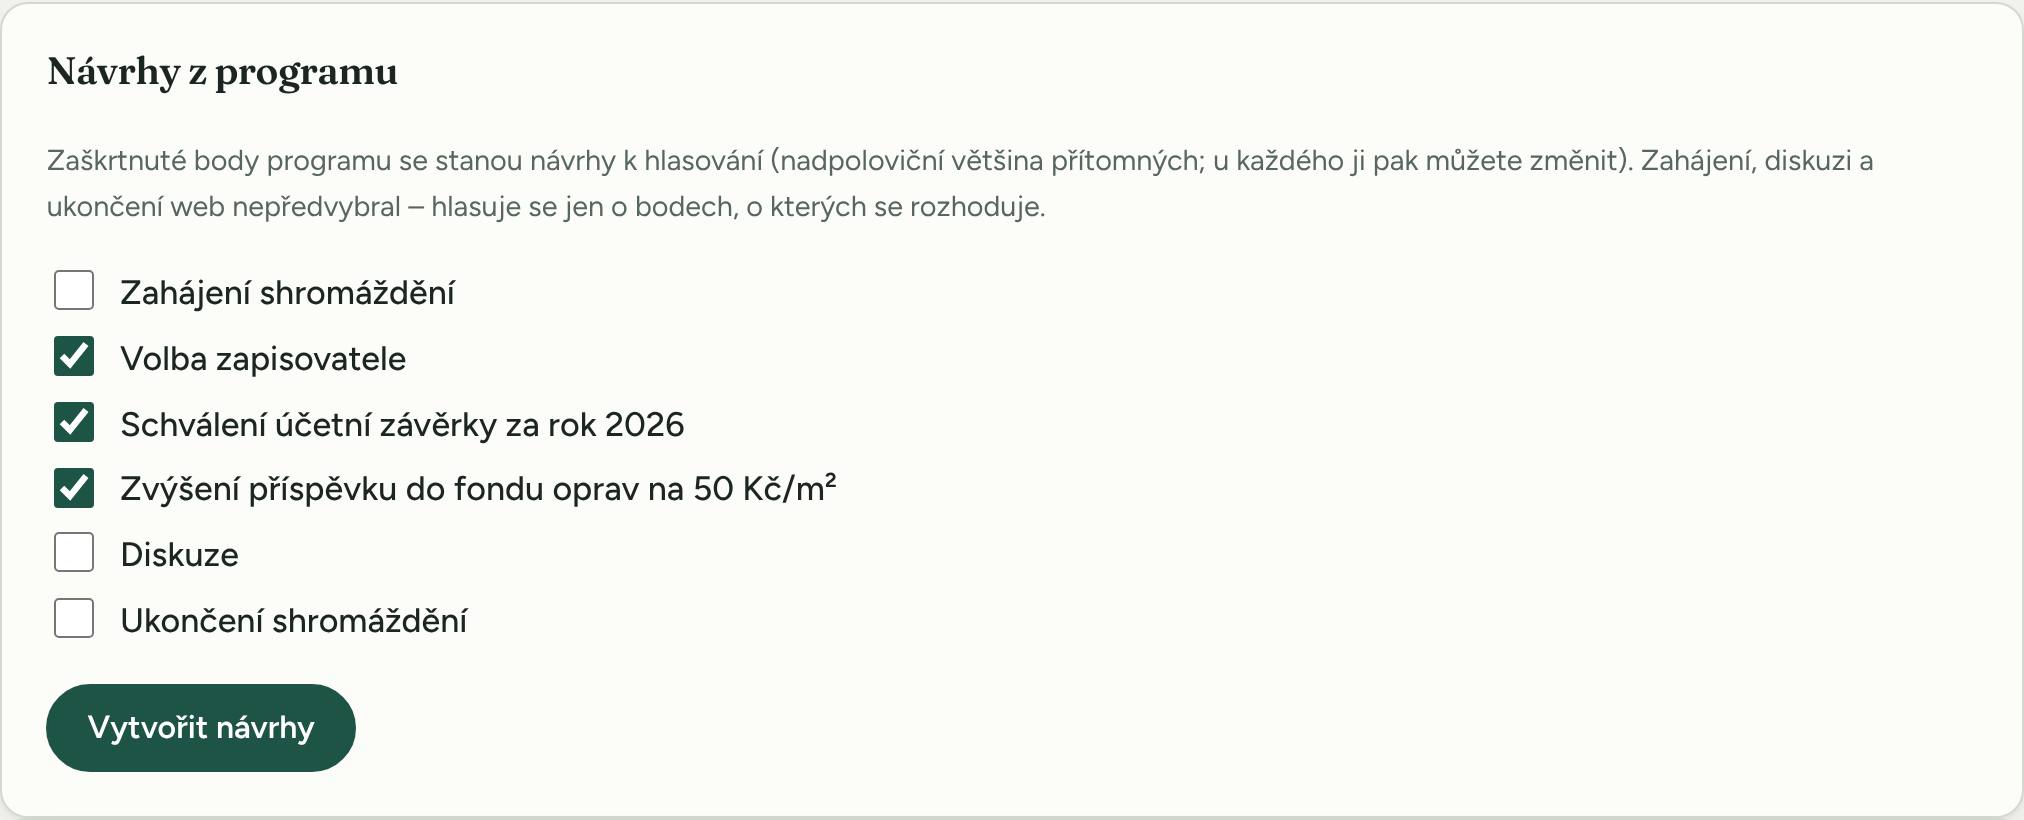 Návrhy z programu
Zaškrtnuté body programu se stanou návrhy k hlasování (nadpoloviční většina přítomných; u každého ji pak můžete změnit). Zahájení, diskuzi a
ukončení web nepředvybral – hlasuje se jen o bodech, o kterých se rozhoduje.
Zahájení shromáždění
Volba zapisovatele
Schválení účetní závěrky za rok 2026
Zvýšení příspěvku do fondu oprav na 50 Kč/m²
Diskuze
Ukončení shromáždění
Vytvořit návrhy